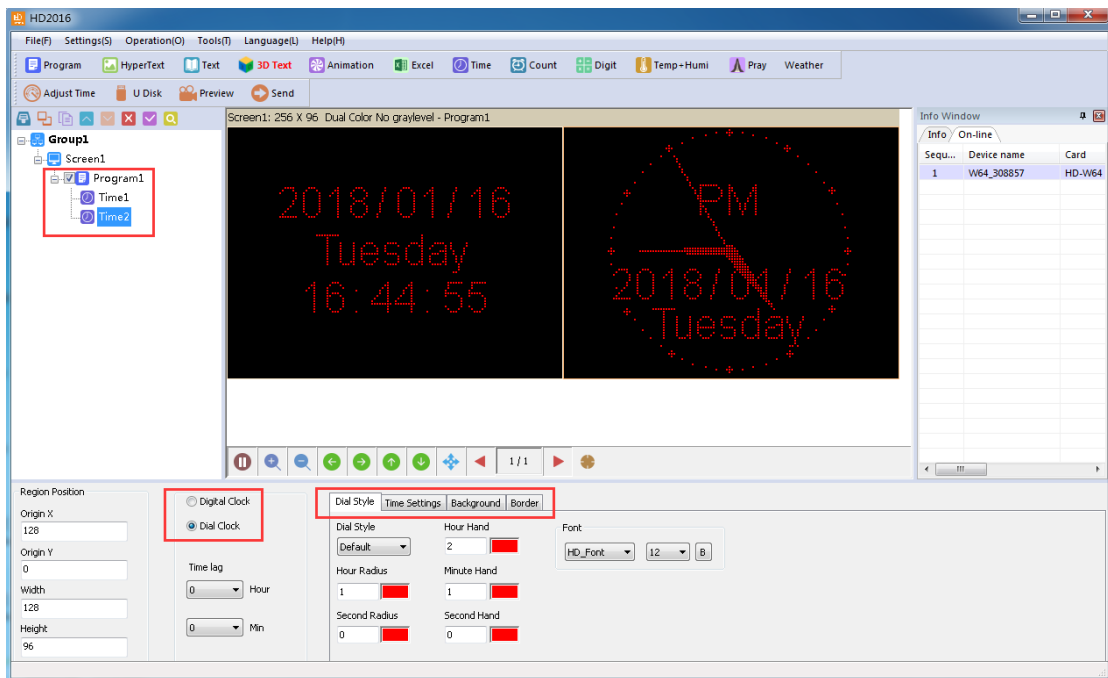 HD2016
File(F) Settings(S) Operation(O) Tools(T) Language(L) Help(H)
Program HyperText Text 3D Text Animation Excel Time Count Digit Temp+Humi Pray Weather
Adjust Time U Disk Preview Send
Group1
Screen1
Program1
Time1
Time2
Screen1: 256 X 96 Dual Color No graylevel - Program1
2018/01/16
Tuesday
16:44:55
PM
2018/01/16
Tuesday
1/1
Info Window
Info On-line
Sequ... Device name Card
1 W64_308857 HD-W64
Region Position
Origin X
128
Origin Y
0
Width
128
Height
96
Digital Clock
Dial Clock
Time lag
0 Hour
0 Min
Dial Style Time Settings Background Border
Dial Style Hour Hand
Default 2
Hour Radius Minute Hand
1 1
Second Radius Second Hand
0 0
Font
HD_Font 12 B